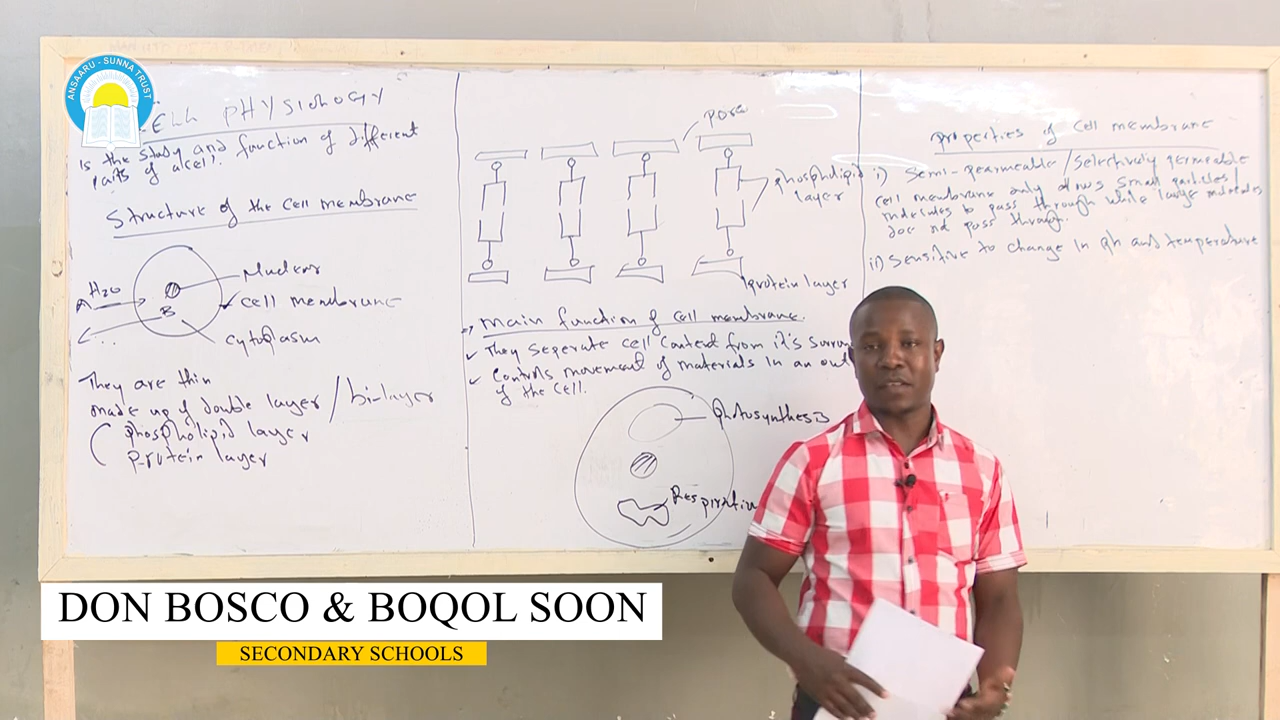 ANSAARU - SUNNA TRUST
CELL PHYSIOLOGY
Is the study and function of different
parts of a cell.
Structure of the cell membrane
H2O
Nucleus
cell membrane
B
cytoplasm
They are thin
made up of double layer / bi-layer
phospholipid layer
protein layer
pore
phospholipid
layer
protein layer
main function of cell membrane.
They seperate cell content from it's surroun
Controls movement of materials in an out
of the cell.
photosynthesis
Respiration
properties of cell membrane
i) Semi-permeable / selectively permeable
cell membrane only allows small particles /
molecules to pass through while large molecules
doe not pass through.
ii) Sensitive to change in ph and temperature
DON BOSCO & BOQOL SOON
SECONDARY SCHOOLS